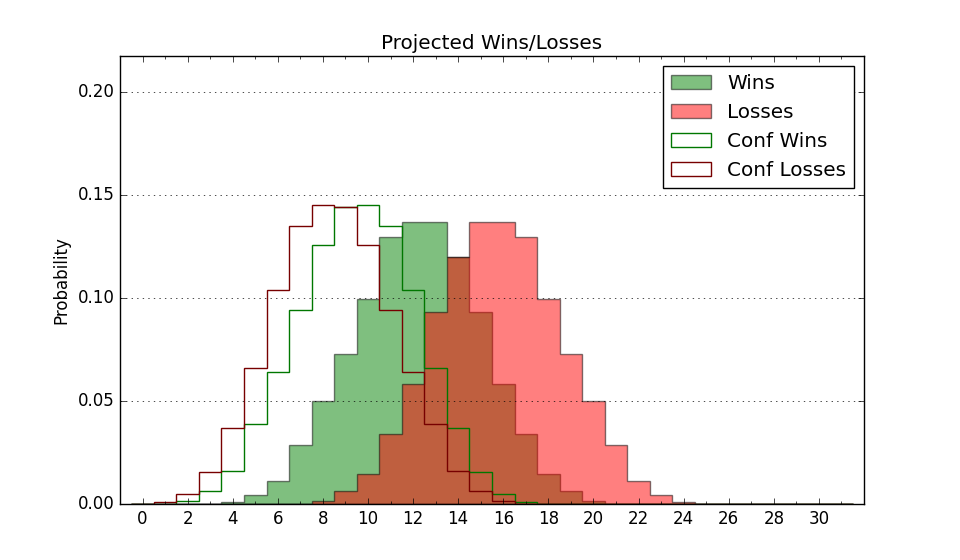 Projected Wins/Losses
Wins
Losses
Conf Wins
Conf Losses
Probability
0.20
0.15
0.10
0.05
0.00
0 2 4 6 8 10 12 14 16 18 20 22 24 26 28 30